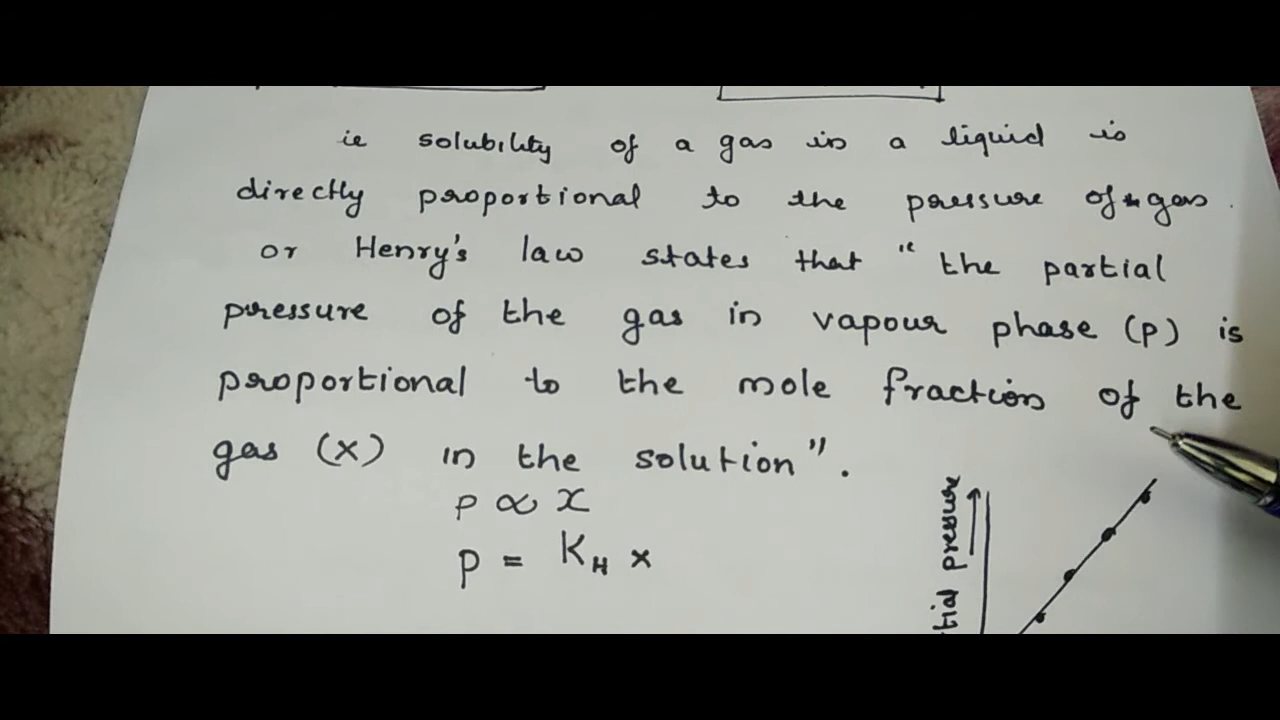 ie solubility of a gas in a liquid is
directly proportional to the pressure of gas.
or Henry's law states that "the partial
pressure of the gas in vapour phase (p) is
proportional to the mole fraction of the
gas (x) in the solution".
p ∝ x
p = K_H x
pressure